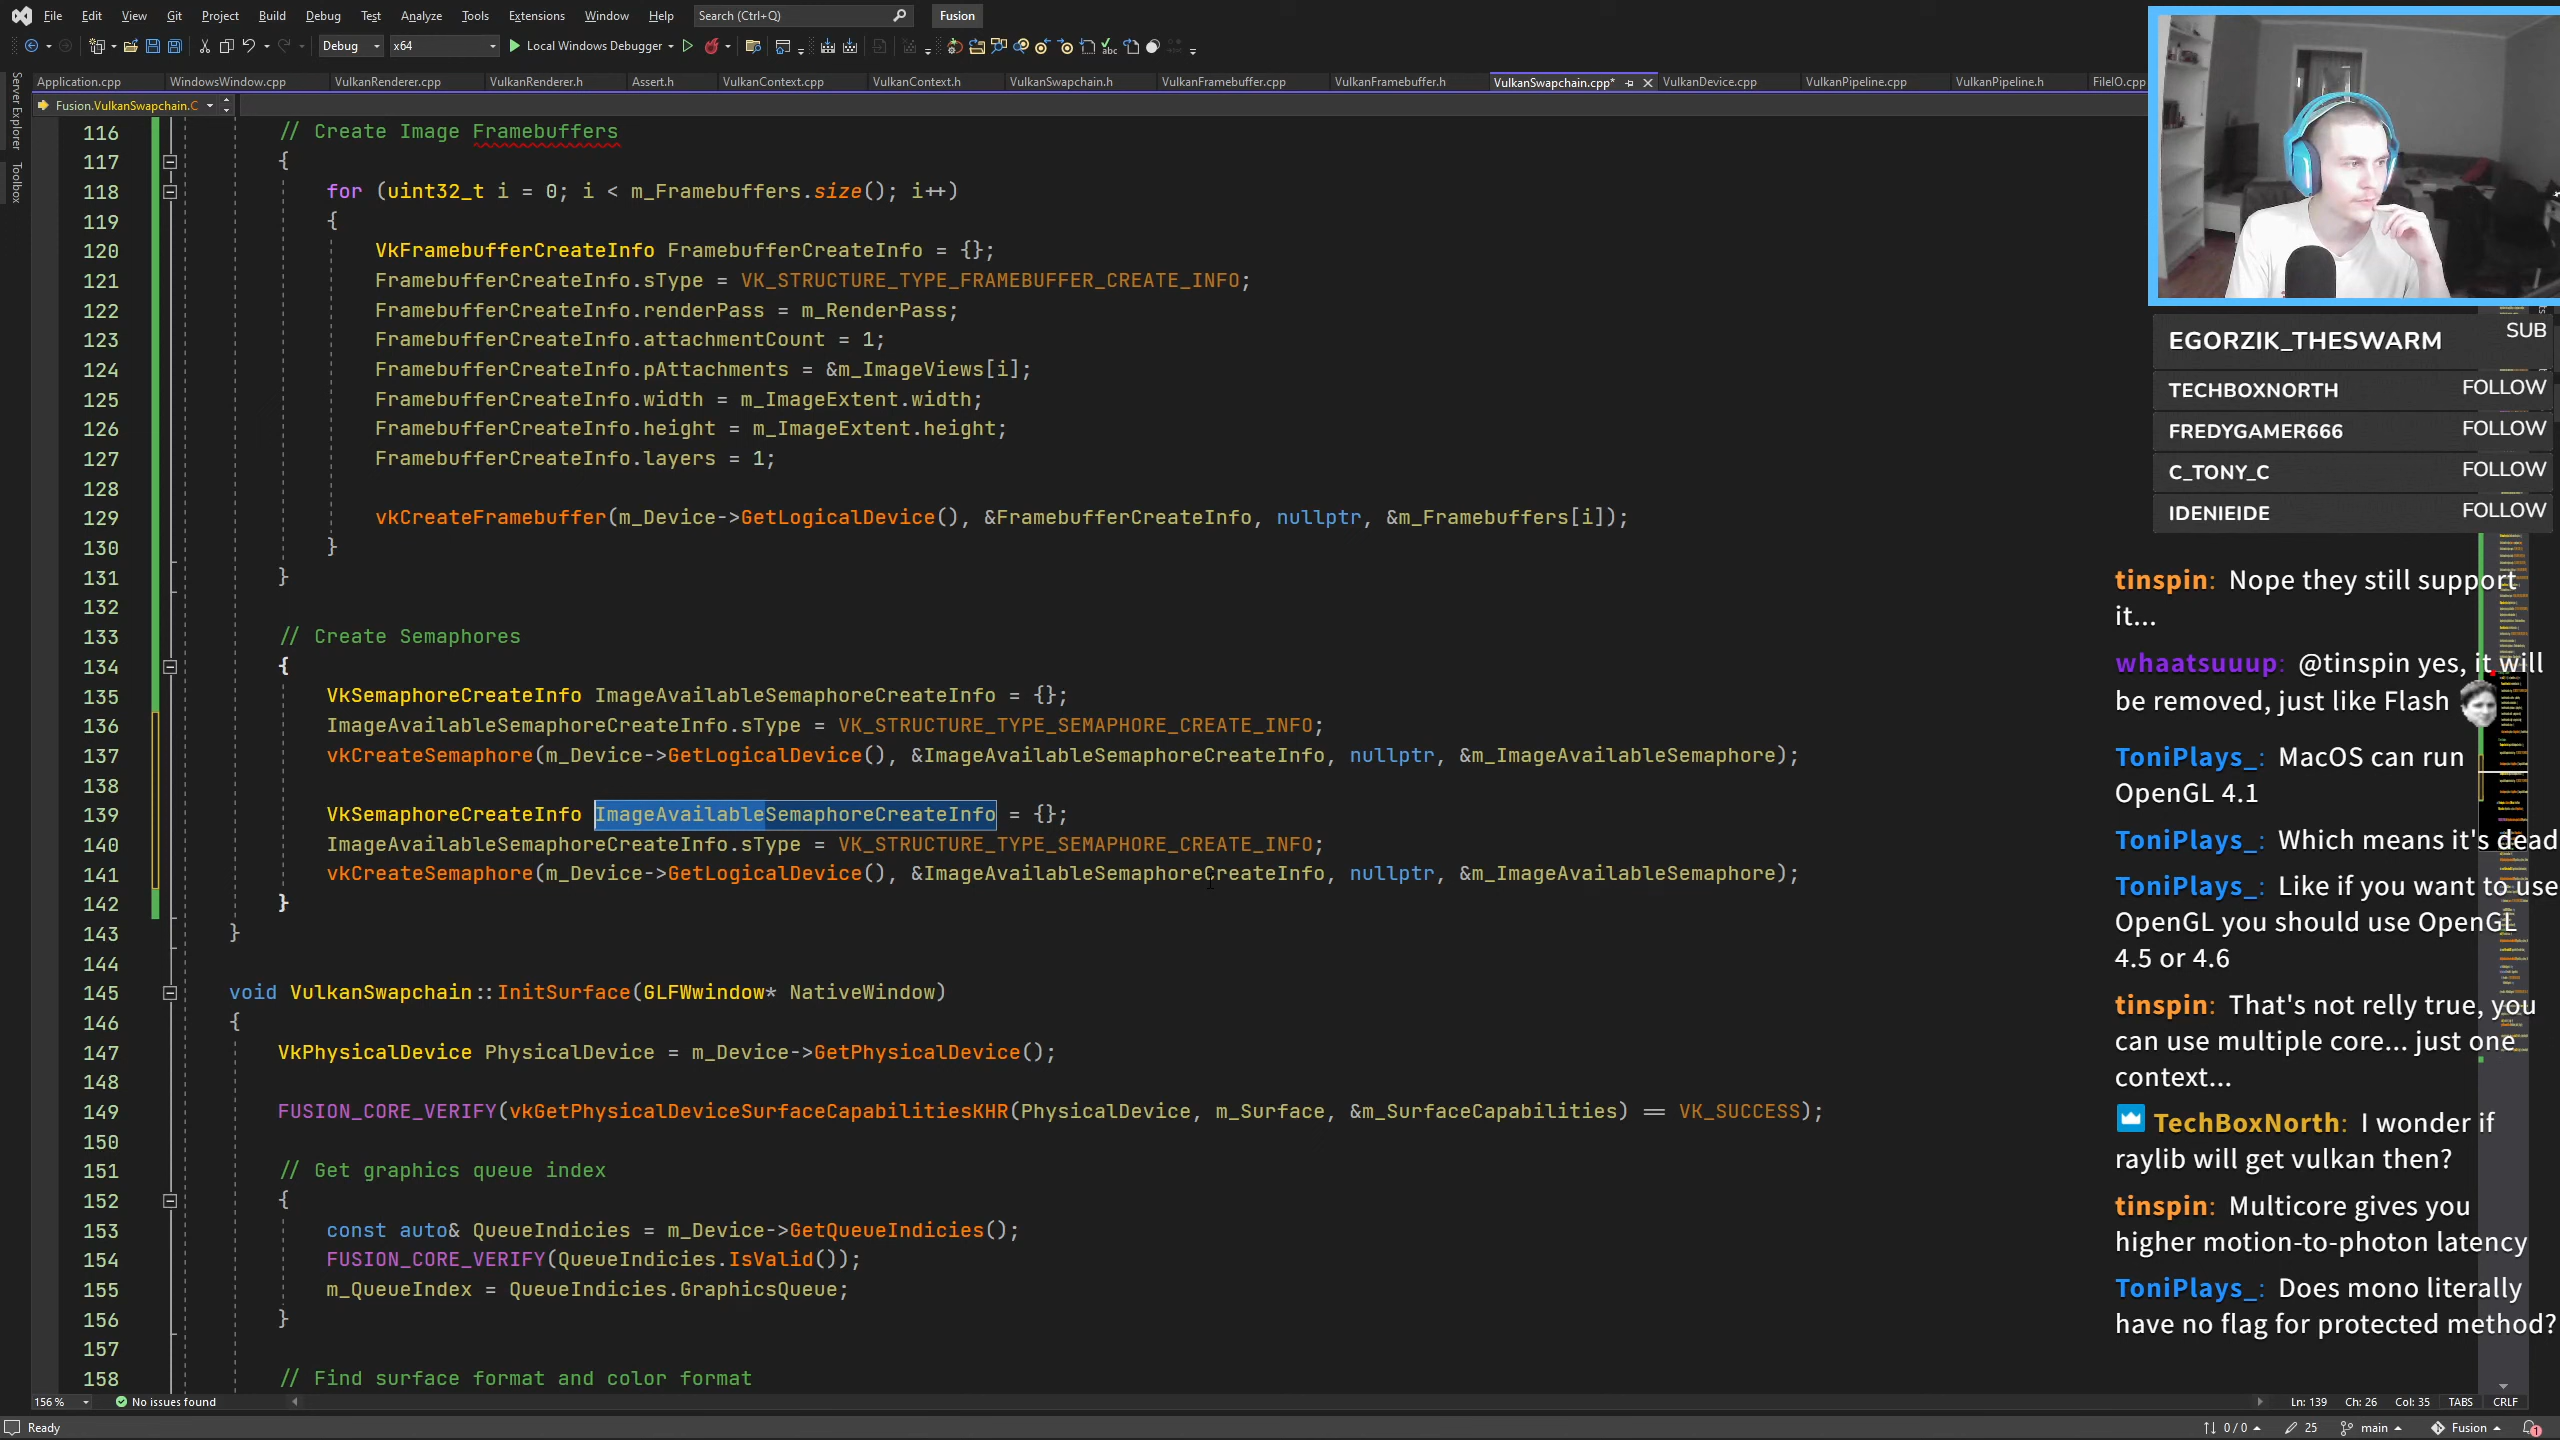 File Edit View Git Project Build Debug Test Analyze Tools Extensions Window Help Search (Ctrl+Q) Fusion
Debug x64 Local Windows Debugger
Application.cpp WindowsWindow.cpp VulkanRenderer.cpp VulkanRenderer.h Assert.h VulkanContext.cpp VulkanContext.h VulkanSwapchain.h VulkanFramebuffer.cpp VulkanFramebuffer.h VulkanSwapchain.cpp* VulkanDevice.cpp VulkanPipeline.cpp VulkanPipeline.h FileIO.cpp
Fusion.VulkanSwapchain.C
Server Explorer
Toolbox
116 // Create Image Framebuffers
117 {
118 for (uint32_t i = 0; i < m_Framebuffers.size(); i++)
119 {
120 VkFramebufferCreateInfo FramebufferCreateInfo = {};
121 FramebufferCreateInfo.sType = VK_STRUCTURE_TYPE_FRAMEBUFFER_CREATE_INFO;
122 FramebufferCreateInfo.renderPass = m_RenderPass;
123 FramebufferCreateInfo.attachmentCount = 1;
124 FramebufferCreateInfo.pAttachments = &m_ImageViews[i];
125 FramebufferCreateInfo.width = m_ImageExtent.width;
126 FramebufferCreateInfo.height = m_ImageExtent.height;
127 FramebufferCreateInfo.layers = 1;
128
129 vkCreateFramebuffer(m_Device->GetLogicalDevice(), &FramebufferCreateInfo, nullptr, &m_Framebuffers[i]);
130 }
131 }
132
133 // Create Semaphores
134 {
135 VkSemaphoreCreateInfo ImageAvailableSemaphoreCreateInfo = {};
136 ImageAvailableSemaphoreCreateInfo.sType = VK_STRUCTURE_TYPE_SEMAPHORE_CREATE_INFO;
137 vkCreateSemaphore(m_Device->GetLogicalDevice(), &ImageAvailableSemaphoreCreateInfo, nullptr, &m_ImageAvailableSemaphore);
138
139 VkSemaphoreCreateInfo ImageAvailableSemaphoreCreateInfo = {};
140 ImageAvailableSemaphoreCreateInfo.sType = VK_STRUCTURE_TYPE_SEMAPHORE_CREATE_INFO;
141 vkCreateSemaphore(m_Device->GetLogicalDevice(), &ImageAvailableSemaphoreCreateInfo, nullptr, &m_ImageAvailableSemaphore);
142 }
143 }
144
145 void VulkanSwapchain::InitSurface(GLFWwindow* NativeWindow)
146 {
147 VkPhysicalDevice PhysicalDevice = m_Device->GetPhysicalDevice();
148
149 FUSION_CORE_VERIFY(vkGetPhysicalDeviceSurfaceCapabilitiesKHR(PhysicalDevice, m_Surface, &m_SurfaceCapabilities) == VK_SUCCESS);
150
151 // Get graphics queue index
152 {
153 const auto& QueueIndicies = m_Device->GetQueueIndicies();
154 FUSION_CORE_VERIFY(QueueIndicies.IsValid());
155 m_QueueIndex = QueueIndicies.GraphicsQueue;
156 }
157
158 // Find surface format and color format
EGORZIK_THESWARM SUB
TECHBOXNORTH FOLLOW
FREDYGAMER666 FOLLOW
C_TONY_C FOLLOW
IDENIEIDE FOLLOW
tinspin: Nope they still support
it...
whaatsuuup: @tinspin yes, it will
be removed, just like Flash
ToniPlays_: MacOS can run
OpenGL 4.1
ToniPlays_: Which means it's dead
ToniPlays_: Like if you want to use
OpenGL you should use OpenGL
4.5 or 4.6
tinspin: That's not relly true, you
can use multiple core... just one
context...
TechBoxNorth: I wonder if
raylib will get vulkan then?
tinspin: Multicore gives you
higher motion-to-photon latency
ToniPlays_: Does mono literally
have no flag for protected method?
156 % No issues found Ln: 139 Ch: 26 Col: 35 TABS CRLF
Ready 0 / 0 25 main Fusion 1